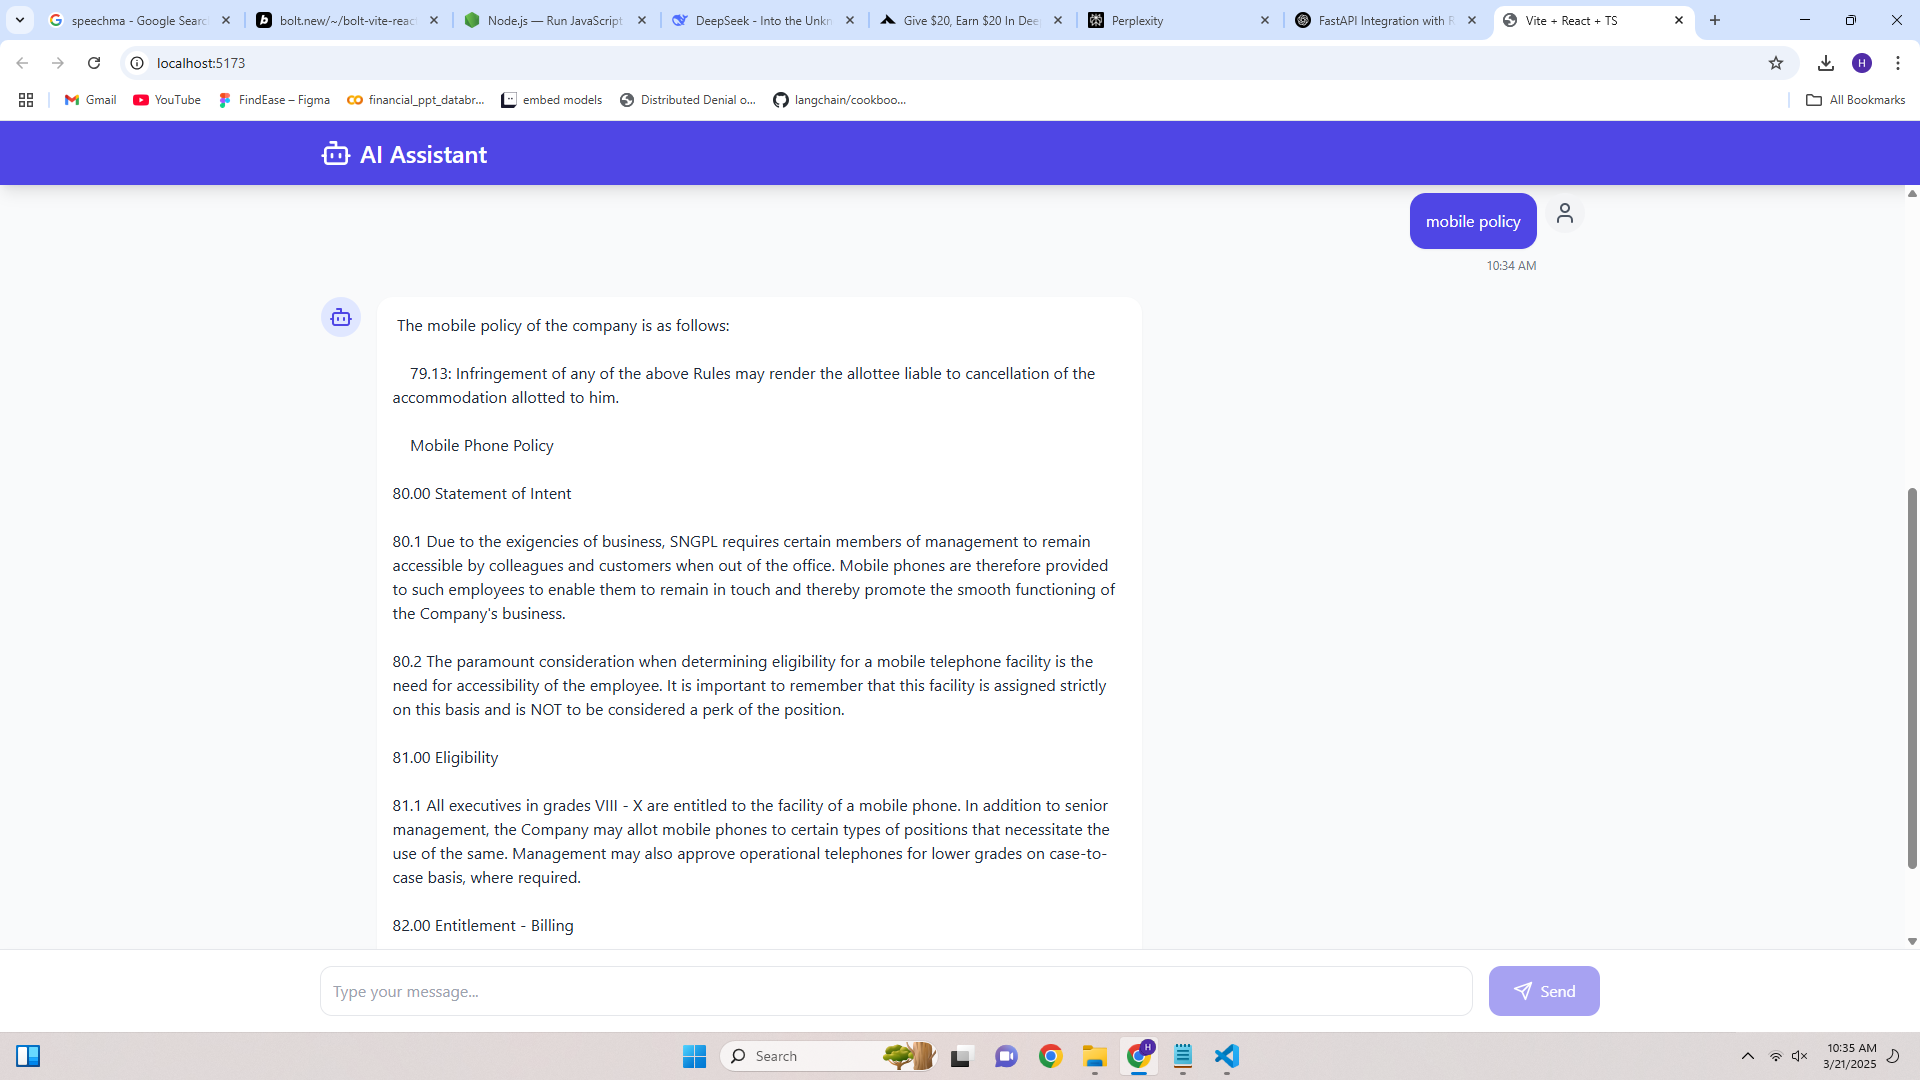 speechma - Google Searc
bolt.new/~/bolt-vite-reac
Node.js — Run JavaScript
DeepSeek - Into the Unkn
Give $20, Earn $20 In Dee
Perplexity
FastAPI Integration with R
Vite + React + TS
localhost:5173
H
Gmail
YouTube
FindEase – Figma
financial_ppt_databr...
embed models
Distributed Denial o...
langchain/cookboo...
All Bookmarks
AI Assistant
mobile policy
10:34 AM
The mobile policy of the company is as follows:
79.13: Infringement of any of the above Rules may render the allottee liable to cancellation of the
accommodation allotted to him.
Mobile Phone Policy
80.00 Statement of Intent
80.1 Due to the exigencies of business, SNGPL requires certain members of management to remain
accessible by colleagues and customers when out of the office. Mobile phones are therefore provided
to such employees to enable them to remain in touch and thereby promote the smooth functioning of
the Company's business.
80.2 The paramount consideration when determining eligibility for a mobile telephone facility is the
need for accessibility of the employee. It is important to remember that this facility is assigned strictly
on this basis and is NOT to be considered a perk of the position.
81.00 Eligibility
81.1 All executives in grades VIII - X are entitled to the facility of a mobile phone. In addition to senior
management, the Company may allot mobile phones to certain types of positions that necessitate the
use of the same. Management may also approve operational telephones for lower grades on case-to-
case basis, where required.
82.00 Entitlement - Billing
Type your message...
Send
Search
H
10:35 AM
3/21/2025